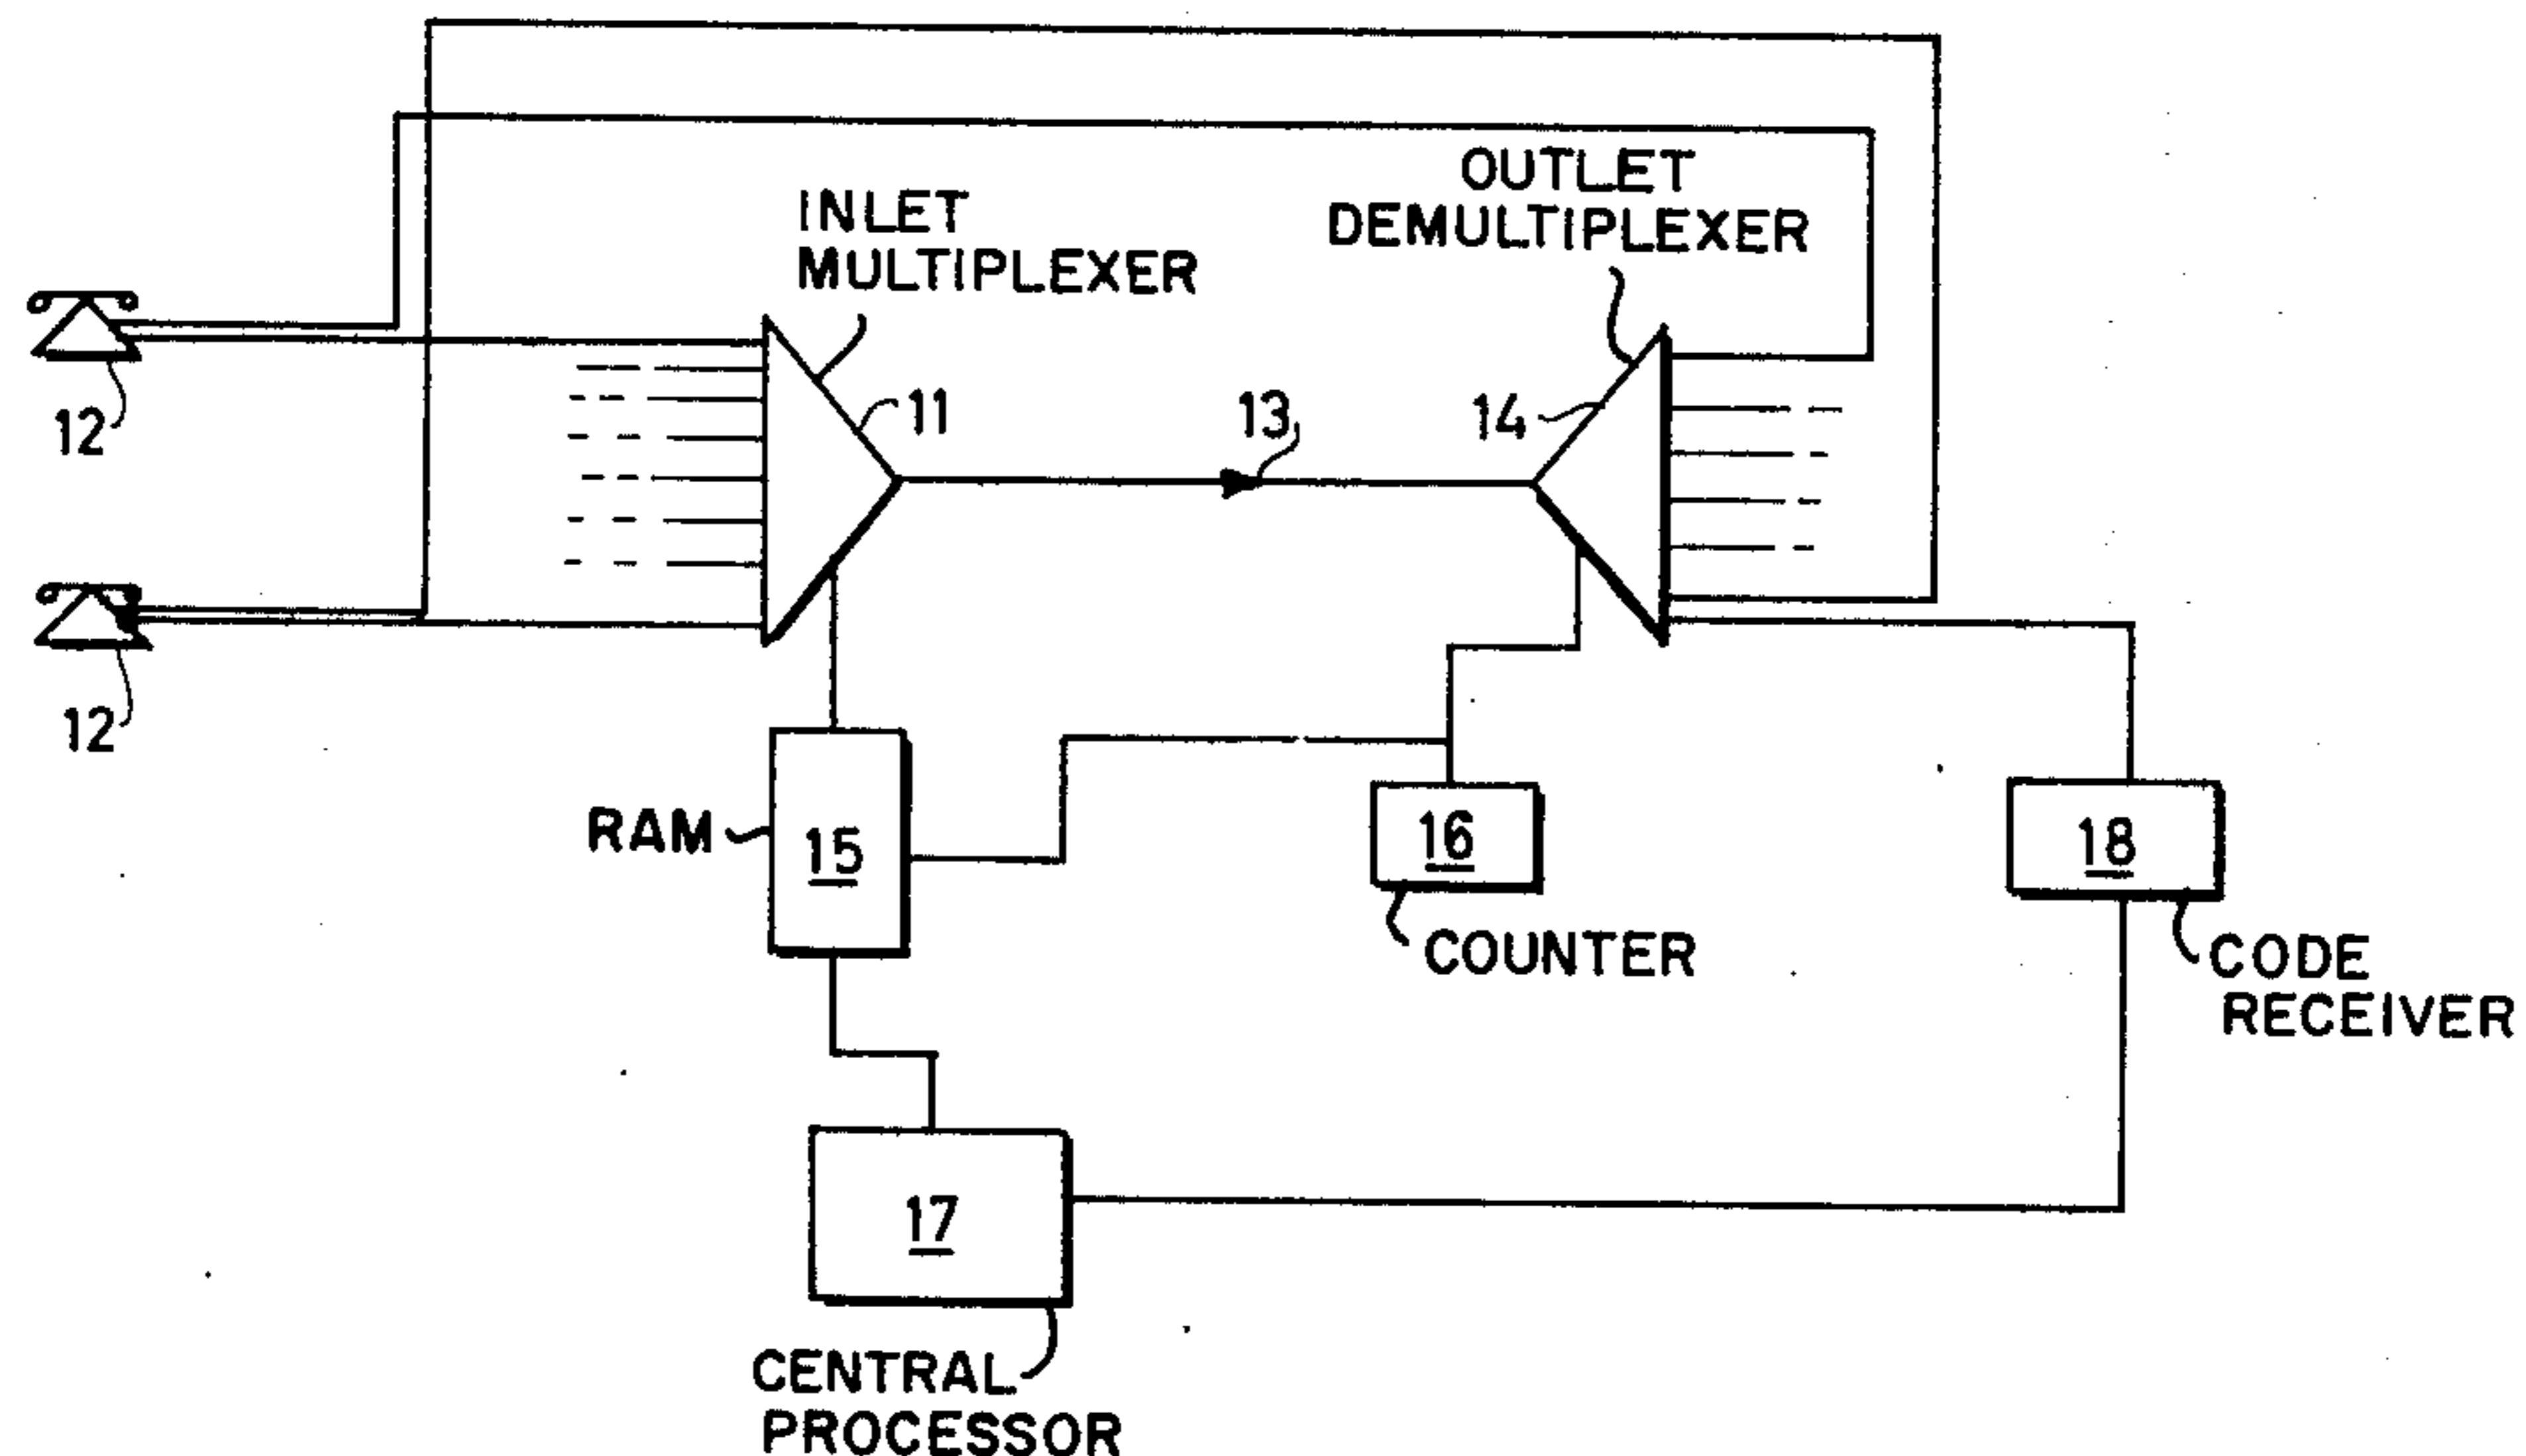 OUTLET
DEMULTIPLEXER
INLET
MULTIPLEXER
11
13
14
12
12
RAM
15
16
18
COUNTER
CODE
RECEIVER
17
CENTRAL
PROCESSOR